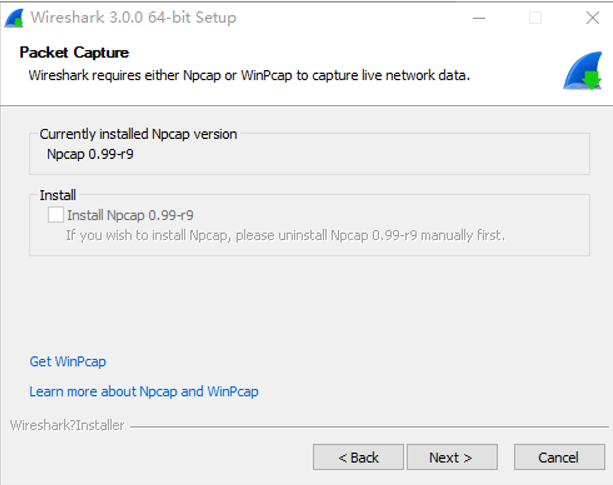 Wireshark 3.0.0 64-bit Setup
Packet Capture
Wireshark requires either Npcap or WinPcap to capture live network data.
Currently installed Npcap version
Npcap 0.99-r9
Install
Install Npcap 0.99-r9
If you wish to install Npcap, please uninstall Npcap 0.99-r9 manually first.
Get WinPcap
Learn more about Npcap and WinPcap
Wireshark?Installer
< Back Next > Cancel